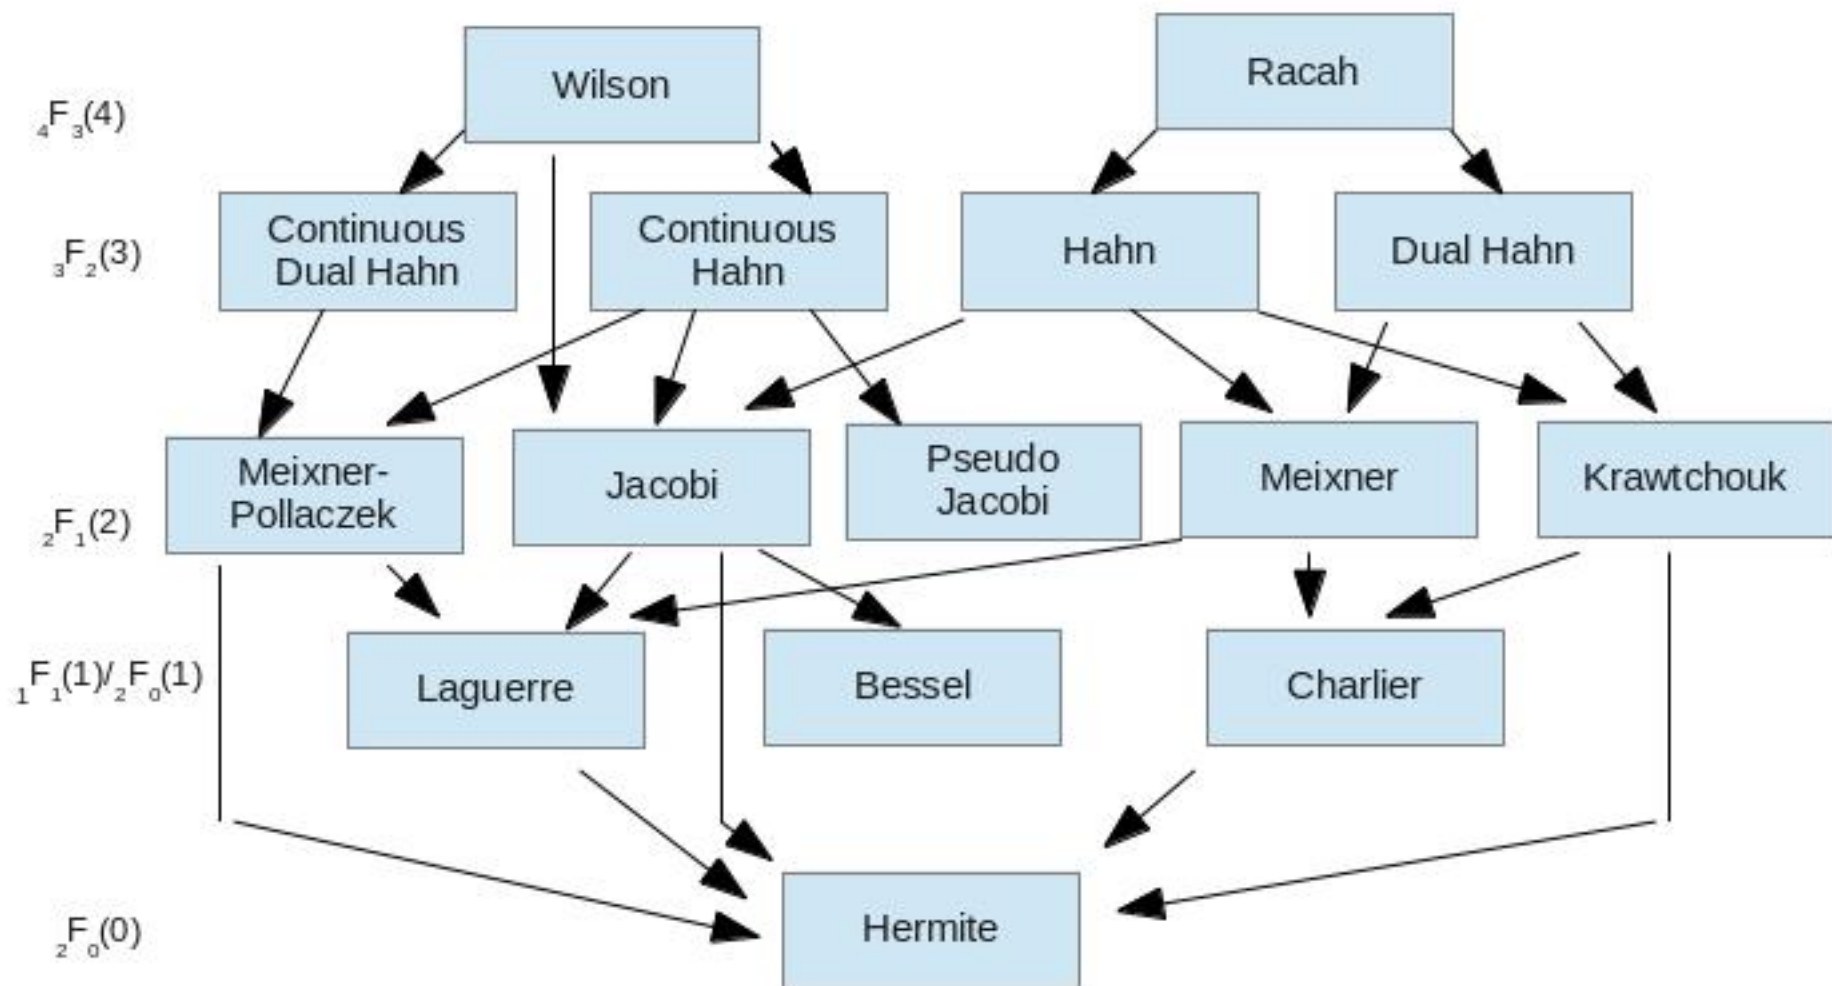 Wilson
Racah
₄F₃(4)
Continuous
Dual Hahn
Continuous
Hahn
Hahn
Dual Hahn
₃F₂(3)
Meixner-
Pollaczek
Jacobi
Pseudo
Jacobi
Meixner
Krawtchouk
₂F₁(2)
₁F₁(1)/₂F₀(1)
Laguerre
Bessel
Charlier
₂F₀(0)
Hermite